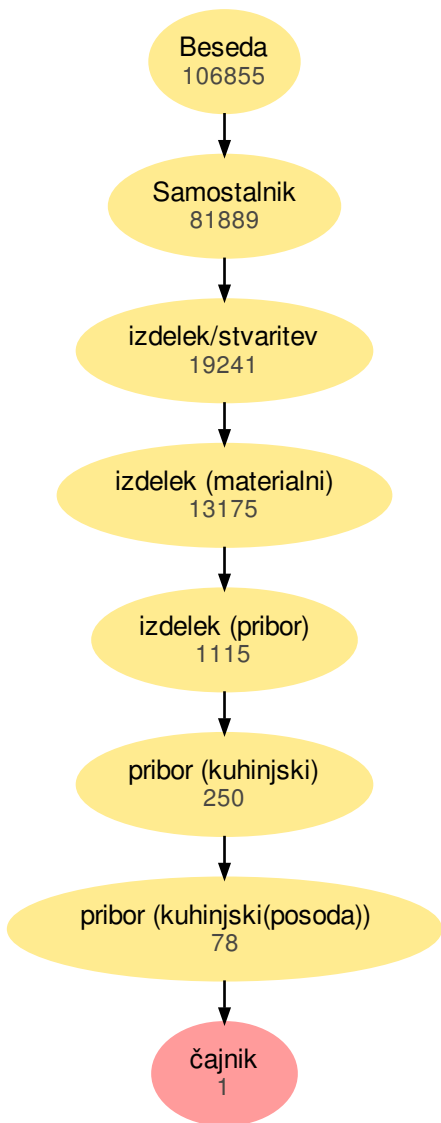 Beseda
106855
Samostalnik
81889
izdelek/stvaritev
19241
izdelek (materialni)
13175
izdelek (pribor)
1115
pribor (kuhinjski)
250
pribor (kuhinjski(posoda))
78
čajnik
1